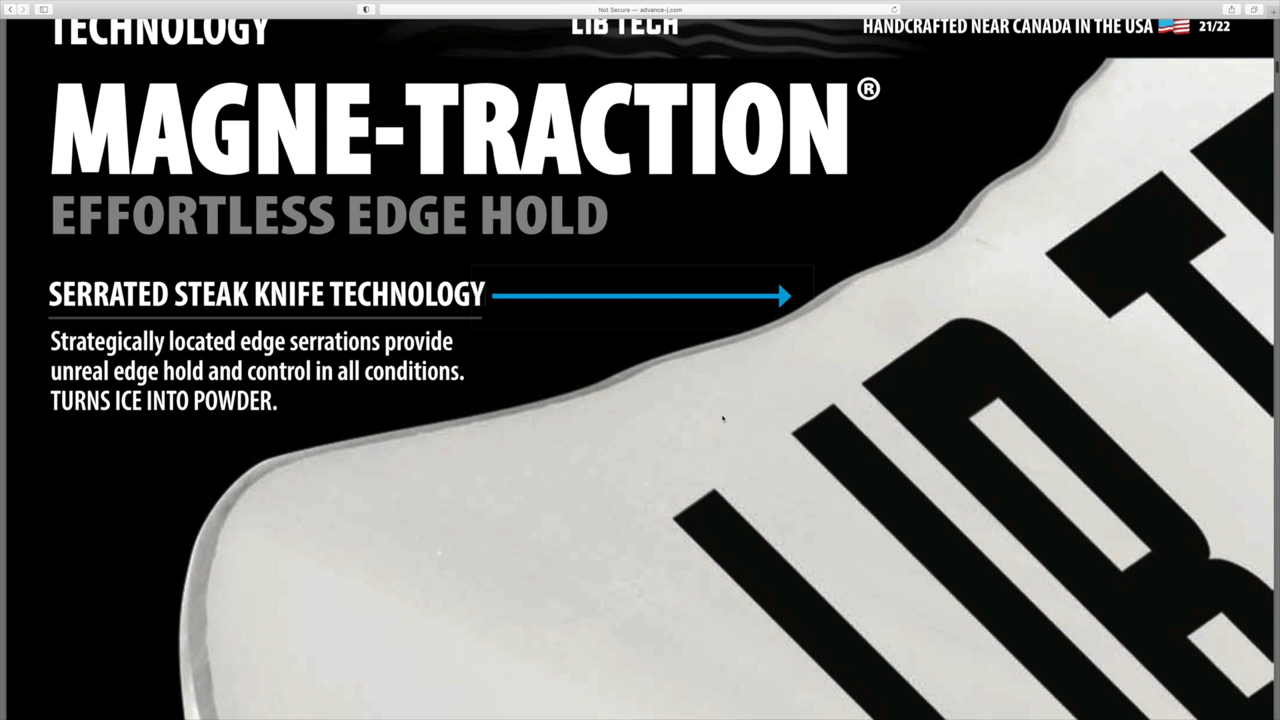 Not Secure — advance-j.com
TECHNOLOGY
LIB TECH
HANDCRAFTED NEAR CANADA IN THE USA 21/22
MAGNE-TRACTION®
EFFORTLESS EDGE HOLD
SERRATED STEAK KNIFE TECHNOLOGY
Strategically located edge serrations provide
unreal edge hold and control in all conditions.
TURNS ICE INTO POWDER.
LIB T